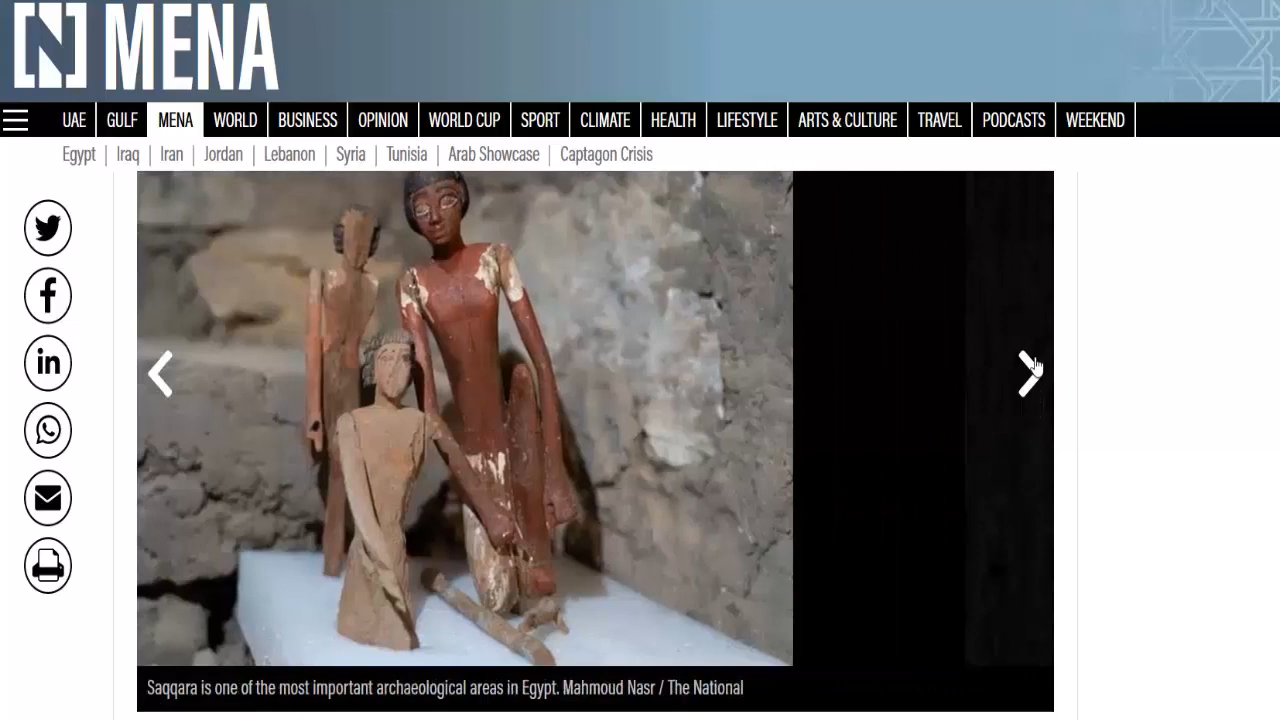 MENA
UAE GULF MENA WORLD BUSINESS OPINION WORLD CUP SPORT CLIMATE HEALTH LIFESTYLE ARTS & CULTURE TRAVEL PODCASTS WEEKEND
Egypt | Iraq | Iran | Jordan | Lebanon | Syria | Tunisia | Arab Showcase | Captagon Crisis
Saqqara is one of the most important archaeological areas in Egypt. Mahmoud Nasr / The National